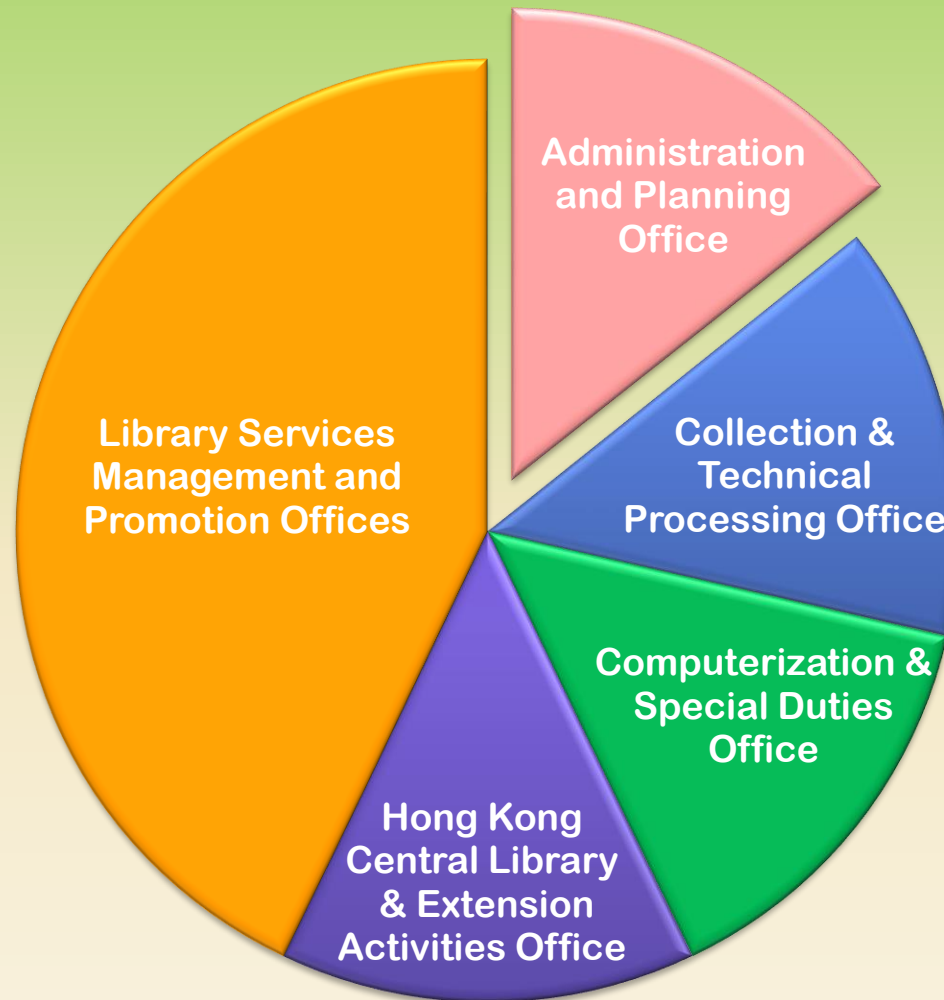 Administration
and Planning
Office
Collection &
Technical
Processing Office
Computerization &
Special Duties
Office
Hong Kong
Central Library
& Extension
Activities Office
Library Services
Management and
Promotion Offices